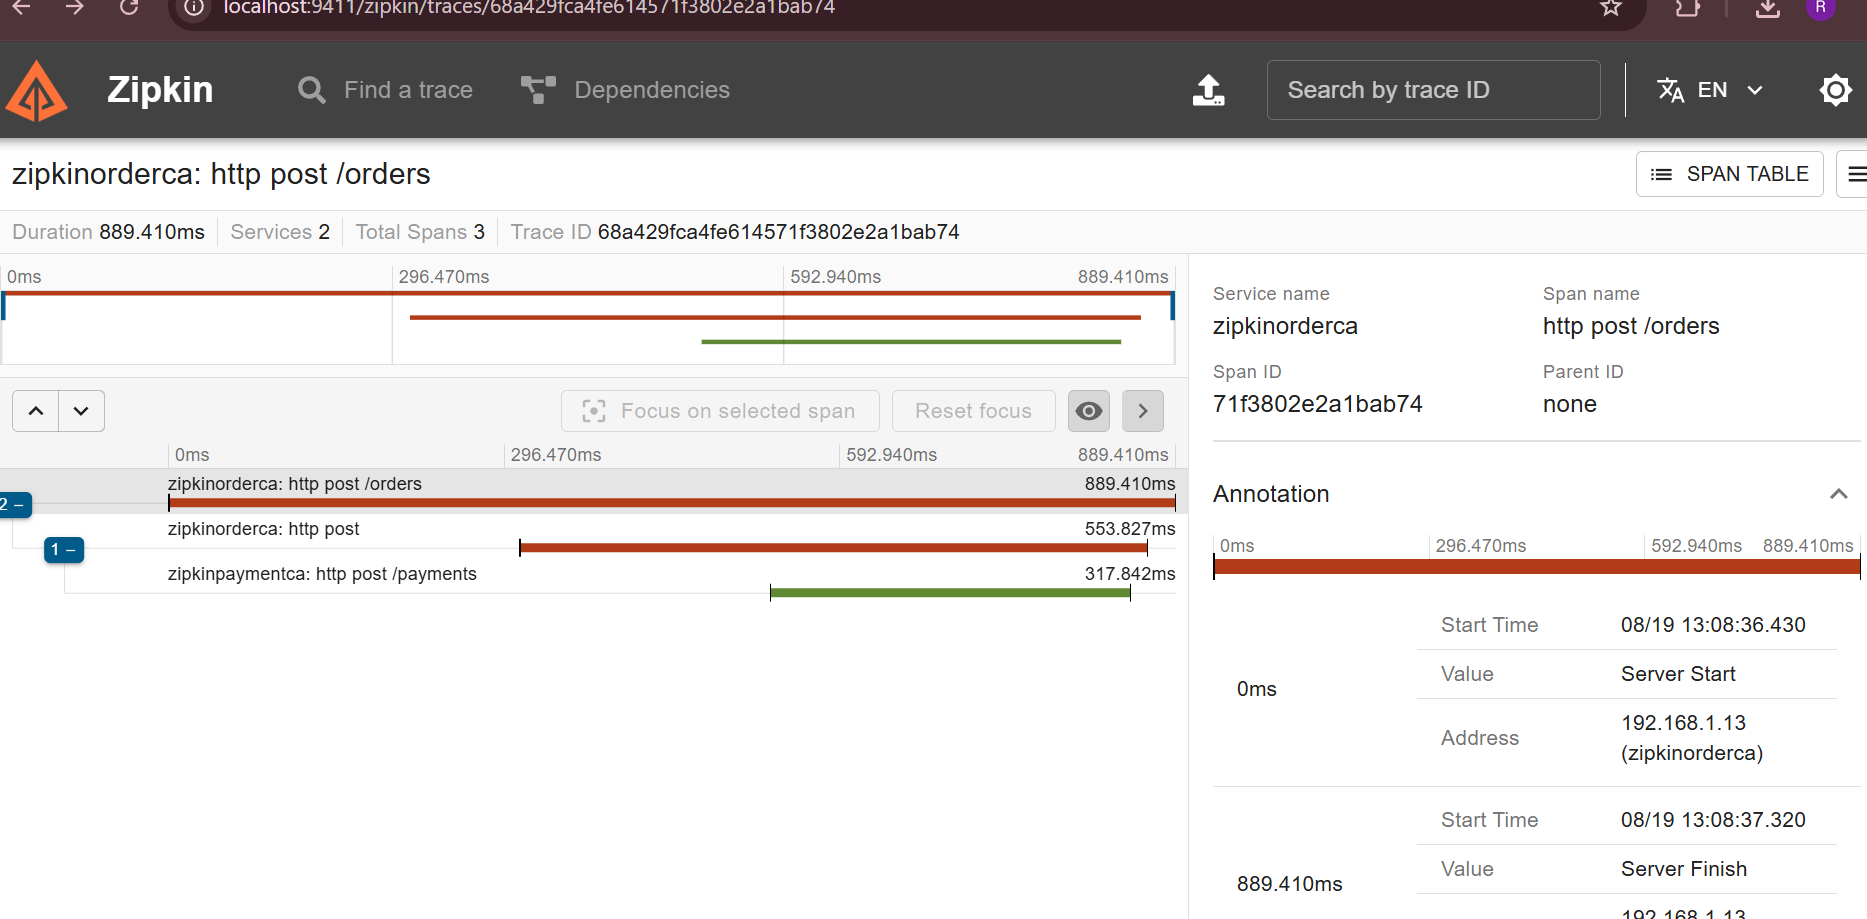 localhost:9411/zipkin/traces/68a429fca4fe614571f3802e2a1bab74
R
Zipkin
Find a trace
Dependencies
Search by trace ID
EN
zipkinorderca: http post /orders
SPAN TABLE
Duration 889.410ms Services 2 Total Spans 3 Trace ID 68a429fca4fe614571f3802e2a1bab74
0ms 296.470ms 592.940ms 889.410ms
Focus on selected span
Reset focus
0ms 296.470ms 592.940ms 889.410ms
zipkinorderca: http post /orders 889.410ms
2 –
zipkinorderca: http post 553.827ms
1 –
zipkinpaymentca: http post /payments 317.842ms
Service name
zipkinorderca
Span name
http post /orders
Span ID
71f3802e2a1bab74
Parent ID
none
Annotation
0ms 296.470ms 592.940ms 889.410ms
0ms
Start Time 08/19 13:08:36.430
Value Server Start
Address 192.168.1.13
(zipkinorderca)
889.410ms
Start Time 08/19 13:08:37.320
Value Server Finish
192.168.1.13